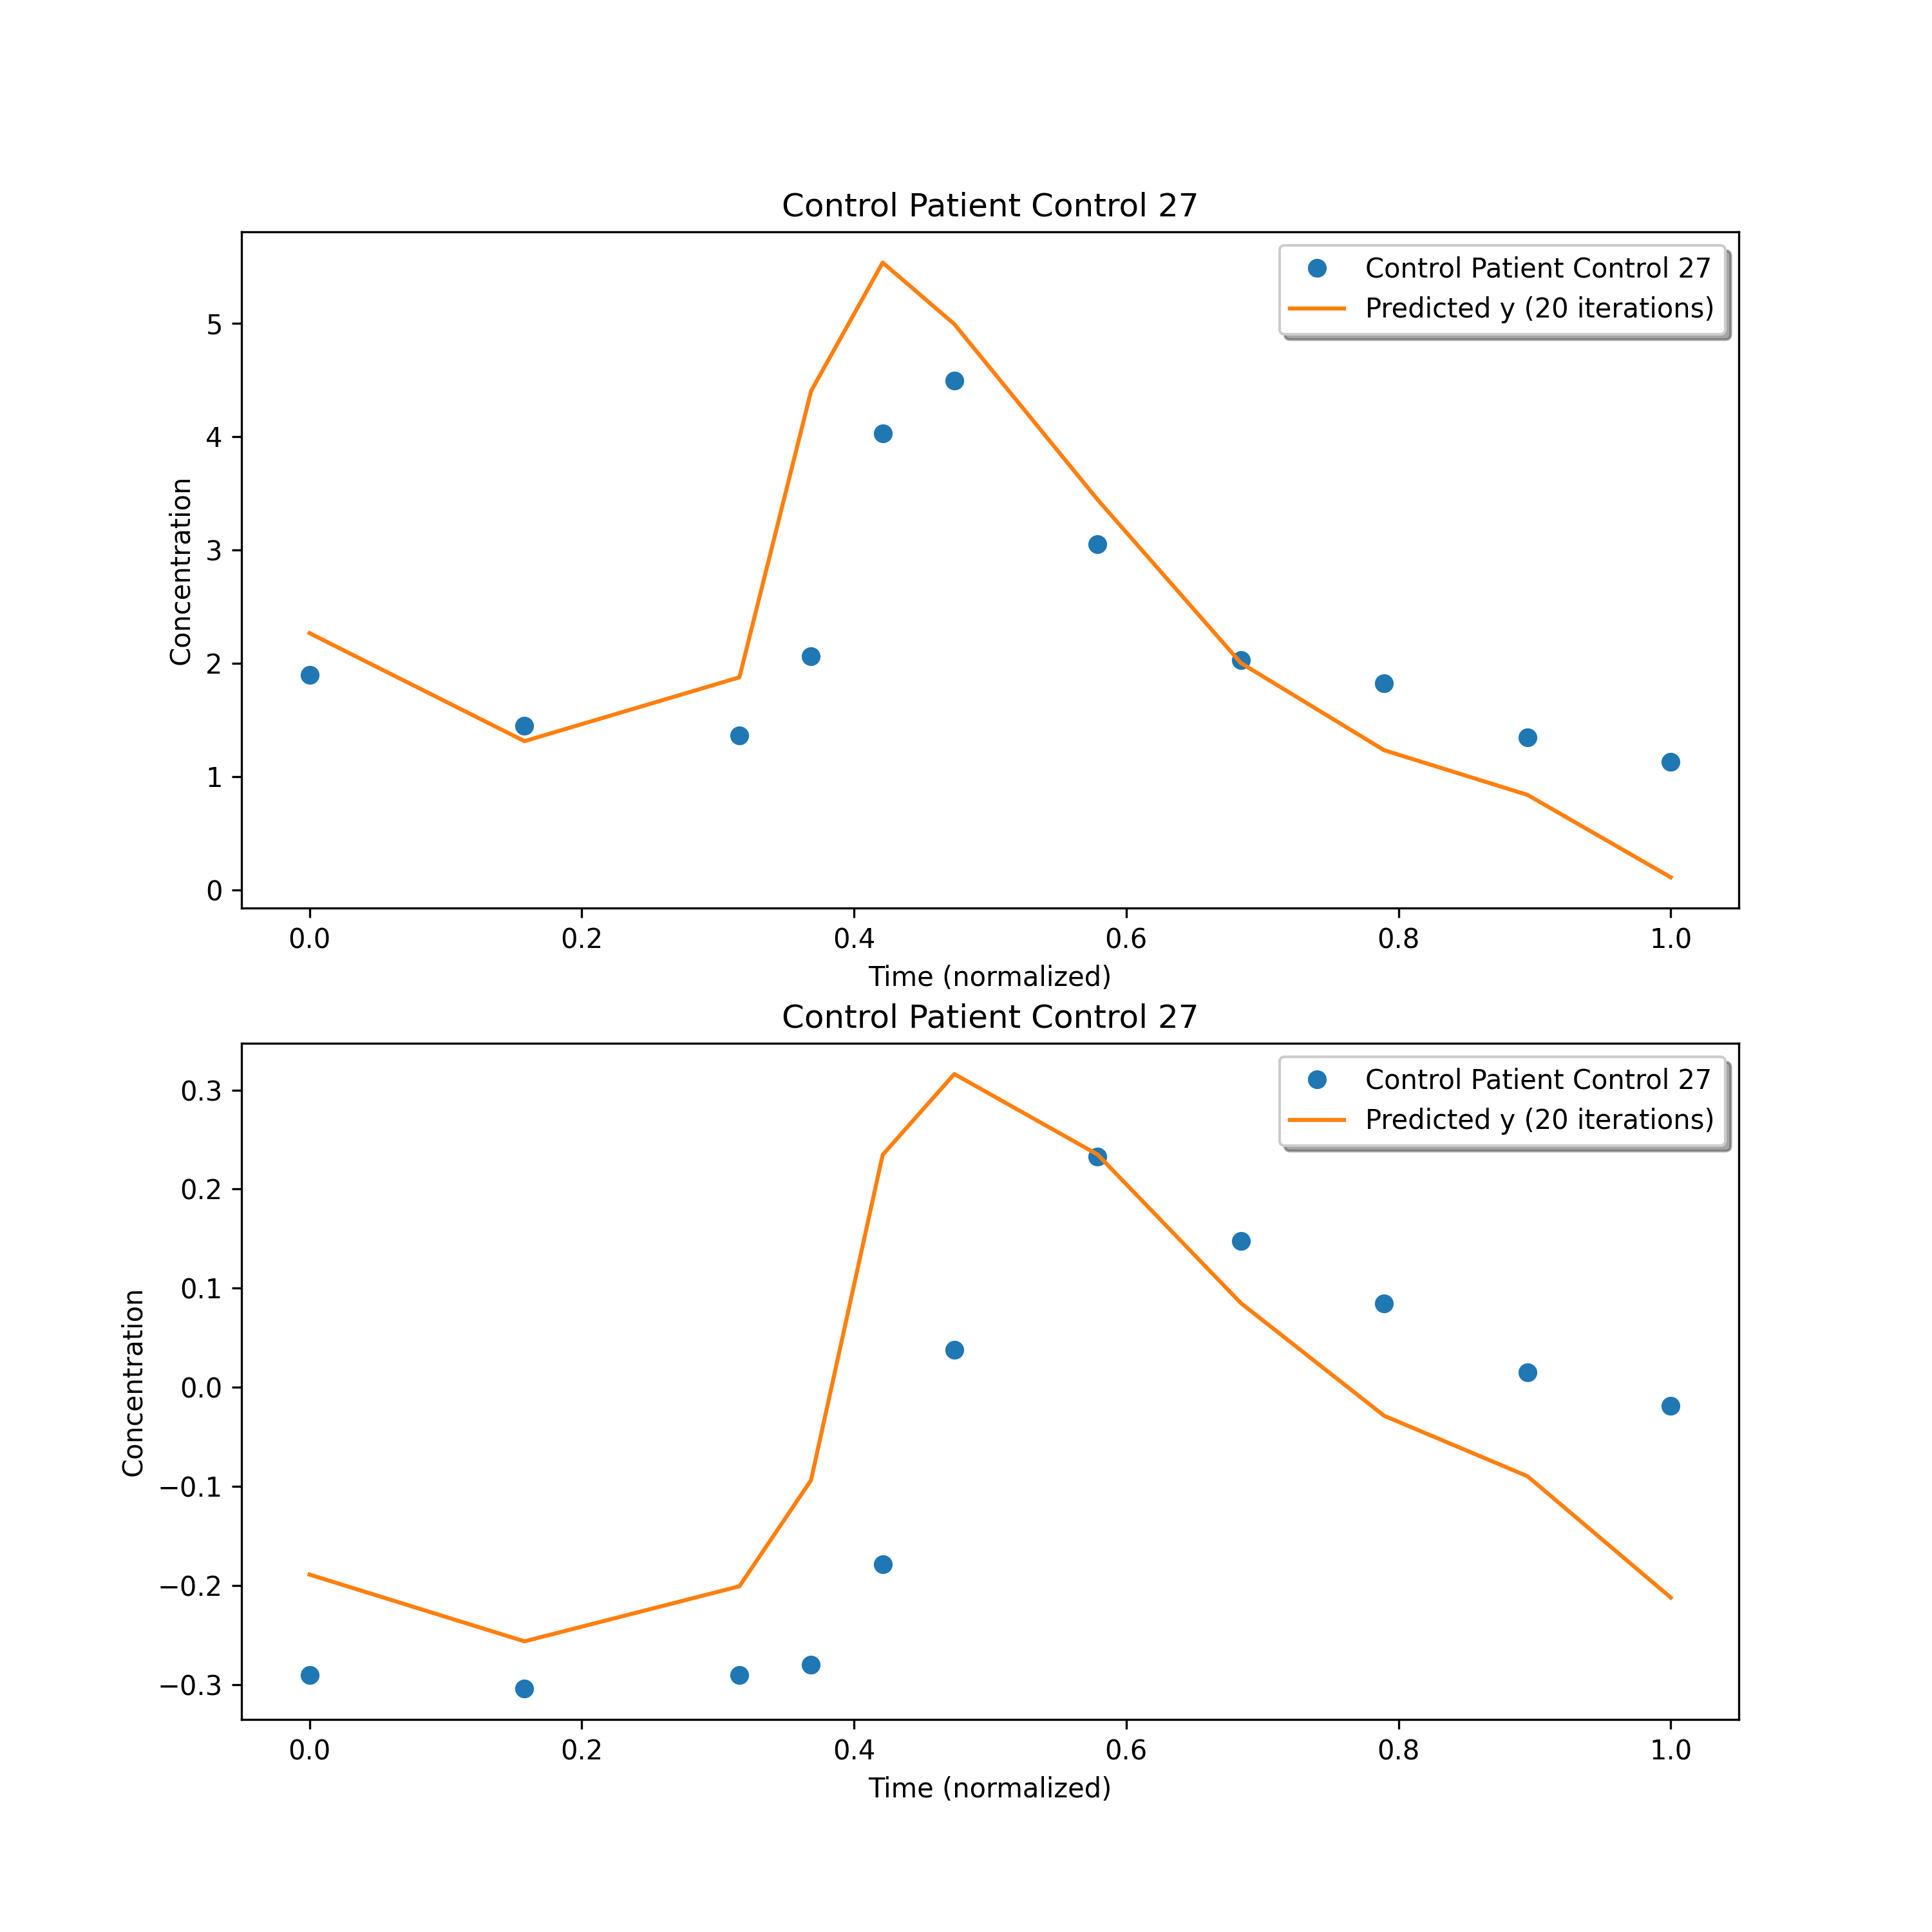 Control Patient Control 27
Control Patient Control 27
Predicted y (20 iterations)
5
4
3
2
1
0
Concentration
0.0 0.2 0.4 0.6 0.8 1.0
Time (normalized)
Control Patient Control 27
Control Patient Control 27
Predicted y (20 iterations)
0.3
0.2
0.1
0.0
−0.1
−0.2
−0.3
Concentration
0.0 0.2 0.4 0.6 0.8 1.0
Time (normalized)